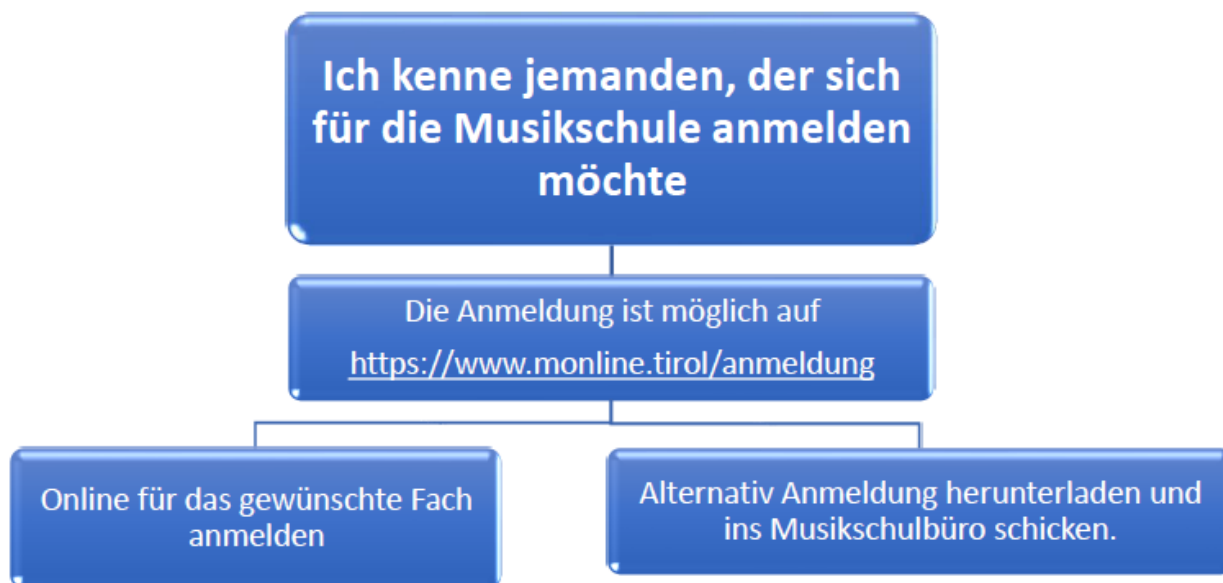 Ich kenne jemanden, der sich
für die Musikschule anmelden
möchte
Die Anmeldung ist möglich auf
https://www.monline.tirol/anmeldung
Online für das gewünschte Fach
anmelden
Alternativ Anmeldung herunterladen und
ins Musikschulbüro schicken.